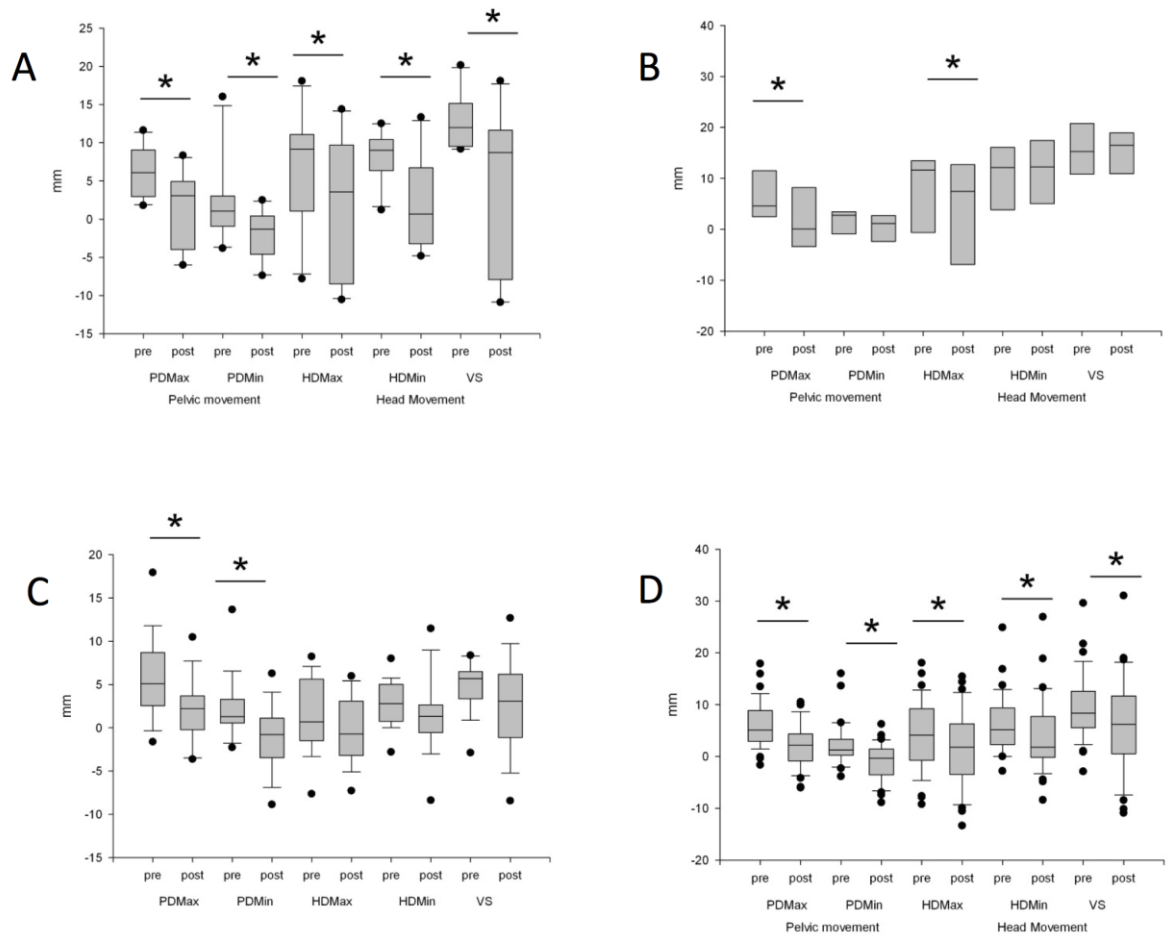 A
*
*
*
*
*
25
20
15
10
5
0
-5
-10
-15
mm
pre post pre post pre post pre post pre post
PDMax PDMin HDMax HDMin VS
Pelvic movement Head Movement
B
*
*
40
30
20
10
0
-10
-20
mm
pre post pre post pre post pre post pre post
PDMax PDMin HDMax HDMin VS
Pelvic movement Head Movement
C
*
*
20
15
10
5
0
-5
-10
-15
mm
pre post pre post pre post pre post pre post
PDMax PDMin HDMax HDMin VS
D
*
*
*
*
*
40
30
20
10
0
-10
-20
mm
pre post pre post pre post pre post pre post
PDMax PDMin HDMax HDMin VS
Pelvic movement Head Movement